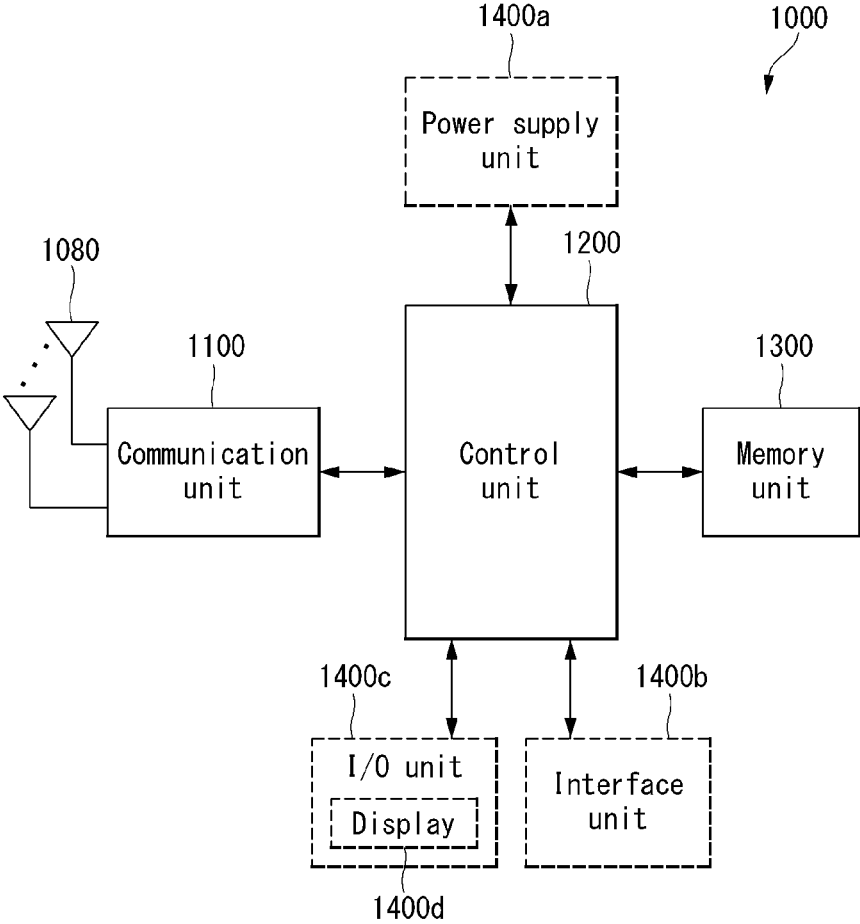 1400a
1000
Power supply
unit
1080
1200
1100
1300
Communication
unit
Control
unit
Memory
unit
1400c
1400b
I/O unit
Display
Interface
unit
1400d